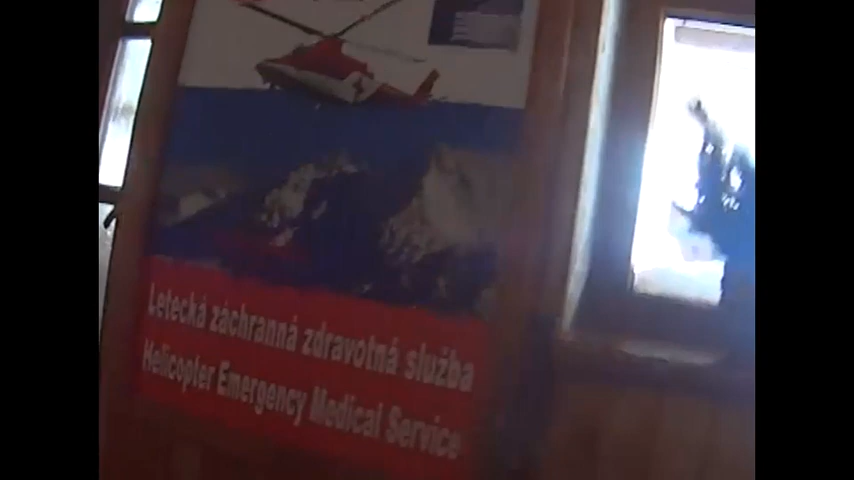 Letecká záchranná zdravotná služba
Helicopter Emergency Medical Service